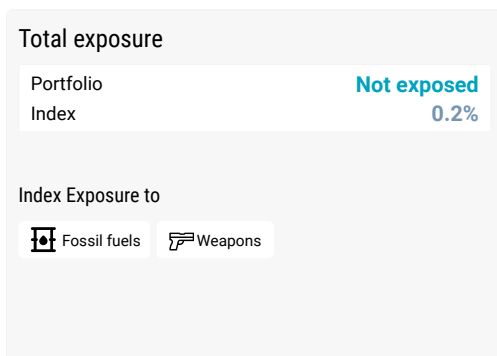 Total exposure
Portfolio Not exposed
Index 0.2%
Index Exposure to
Fossil fuels Weapons